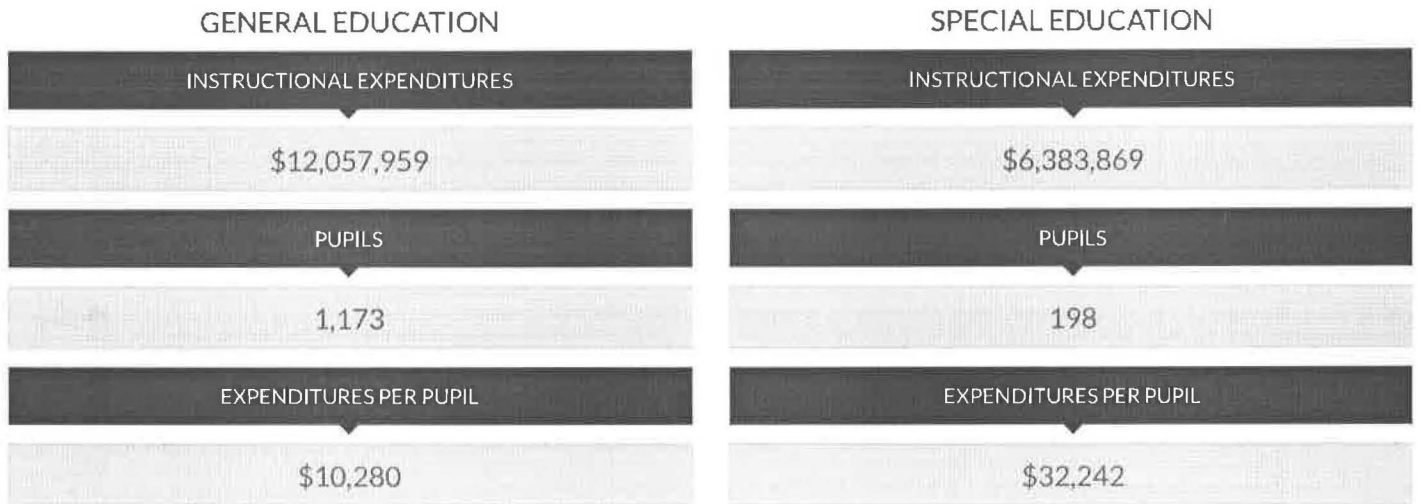 GENERAL EDUCATION
INSTRUCTIONAL EXPENDITURES
$12,057,959
PUPILS
1,173
EXPENDITURES PER PUPIL
$10,280
SPECIAL EDUCATION
INSTRUCTIONAL EXPENDITURES
$6,383,869
PUPILS
198
EXPENDITURES PER PUPIL
$32,242